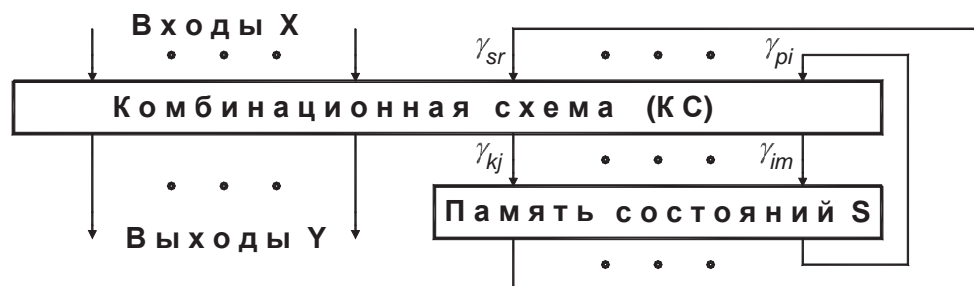 Входы X
γsr
γpi
Комбинационная схема (КС)
γkj
γim
Память состояний S
Выходы Y